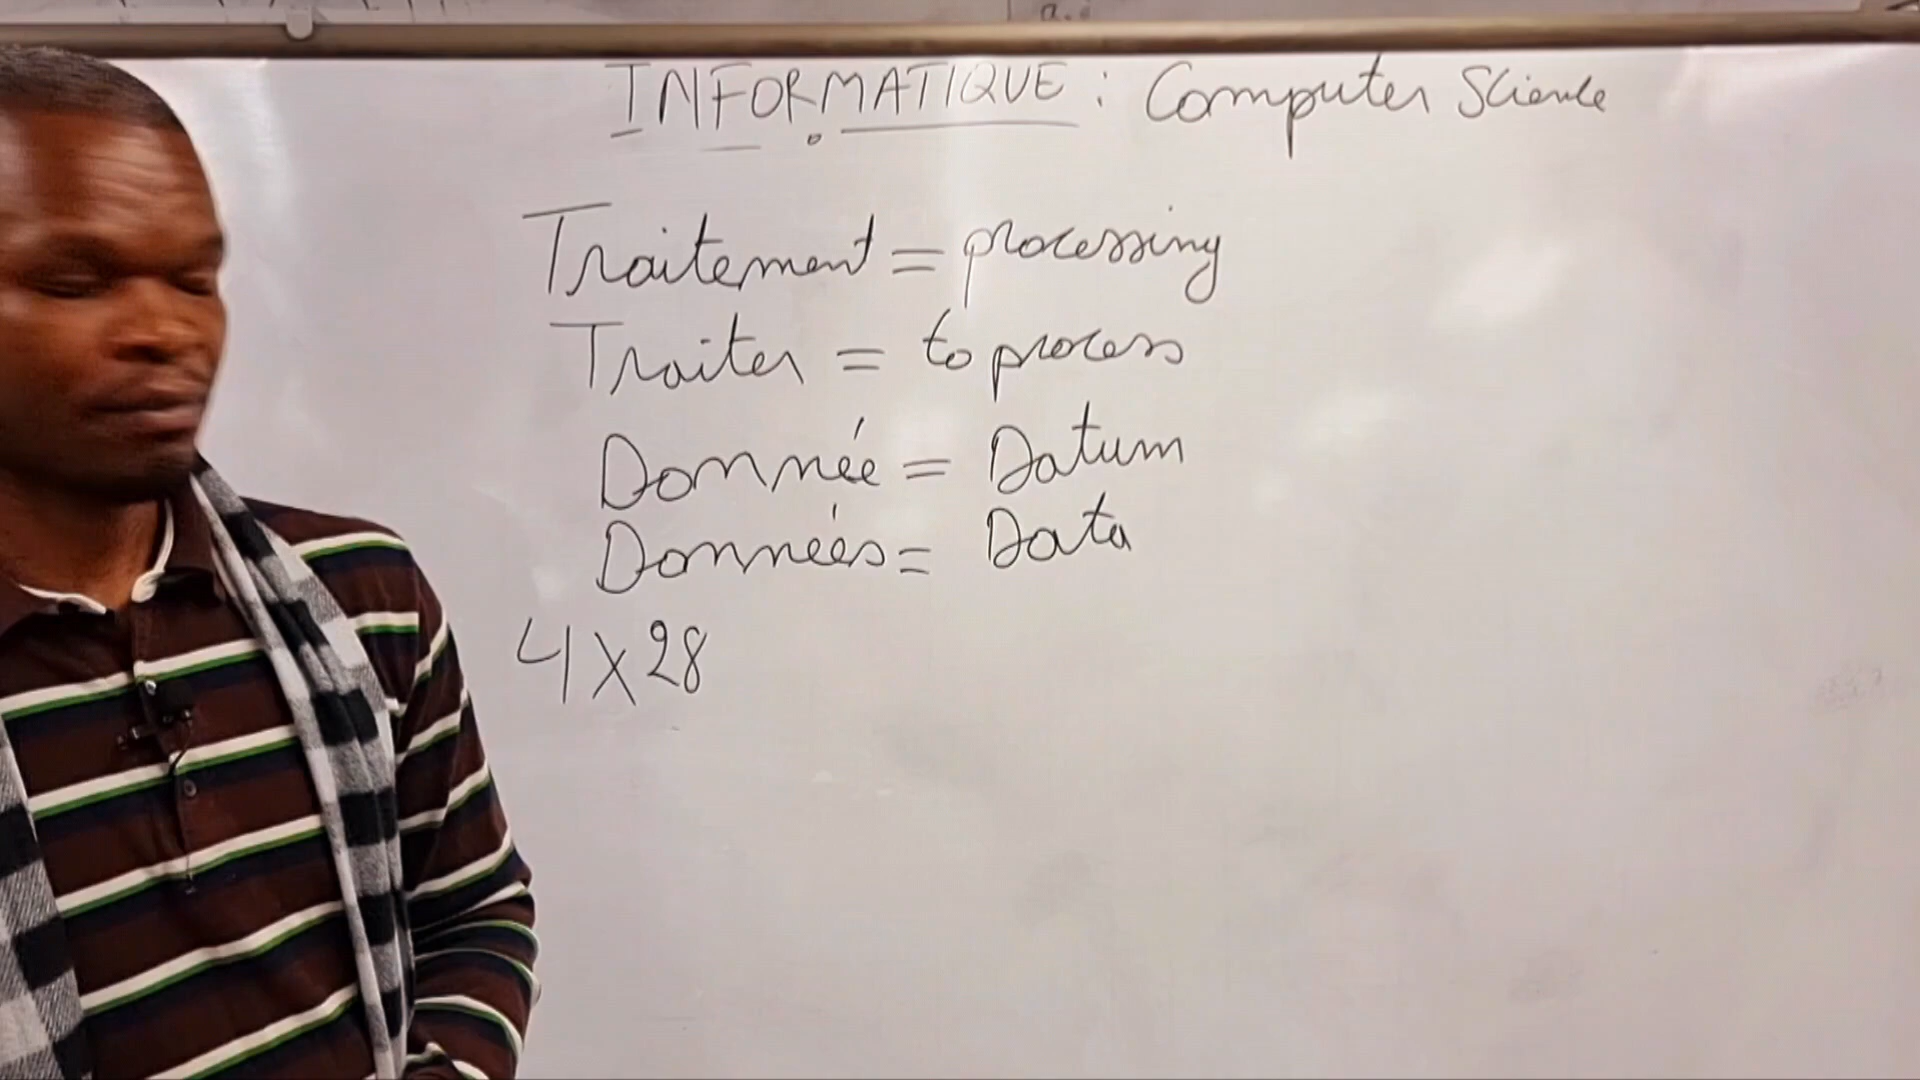 INFORMATIQUE : Computer Science
Traitement = processing
Traiter = to process
Donnée = Datum
Données = Data
4 X 28